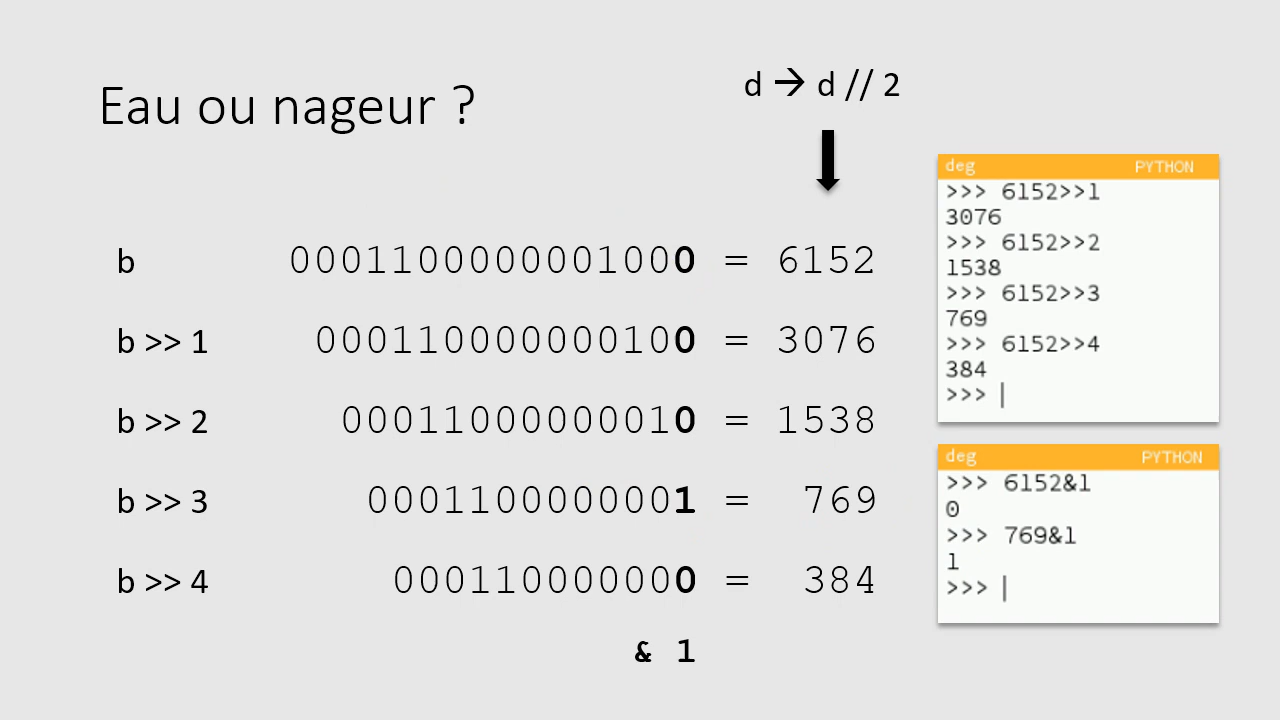 Eau ou nageur ?
d → d // 2
b 0001100000001000 = 6152
b >> 1 000110000000100 = 3076
b >> 2 00011000000010 = 1538
b >> 3 0001100000001 = 769
b >> 4 000110000000 = 384
& 1
deg PYTHON
>>> 6152>>1
3076
>>> 6152>>2
1538
>>> 6152>>3
769
>>> 6152>>4
384
>>>
deg PYTHON
>>> 6152&1
0
>>> 769&1
1
>>>